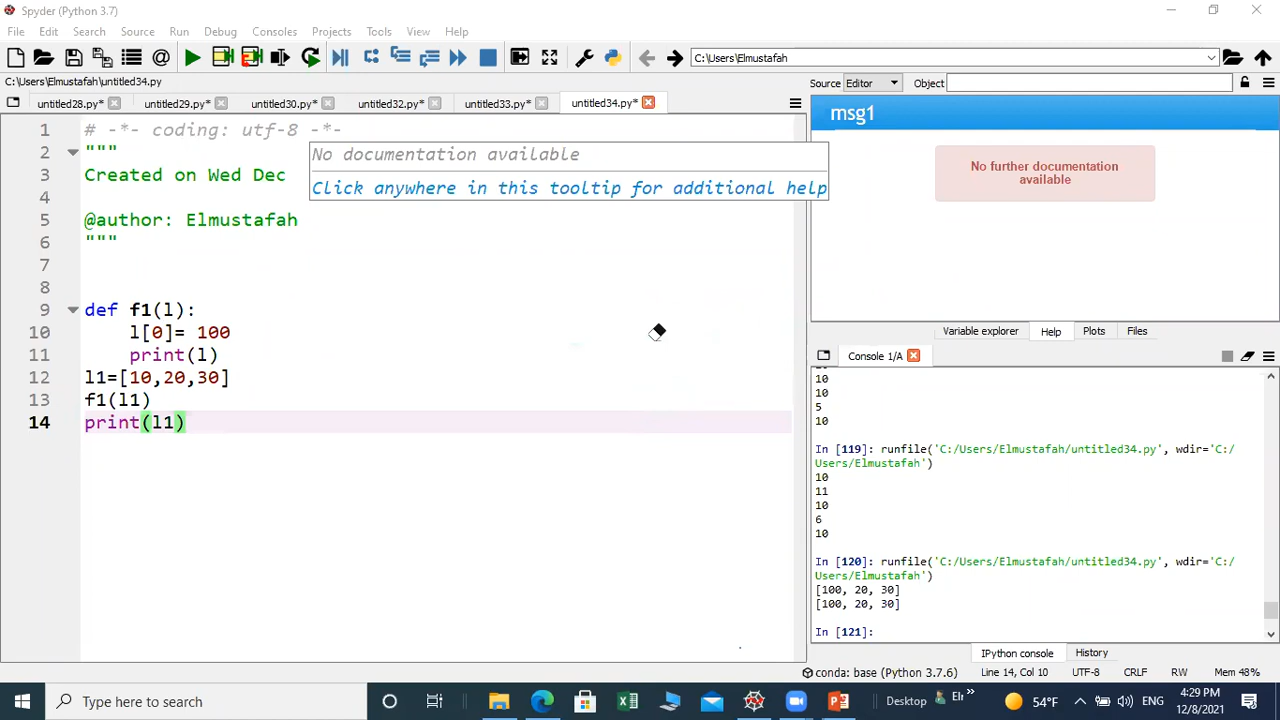 Spyder (Python 3.7)
File Edit Search Source Run Debug Consoles Projects Tools View Help
C:\Users\Elmustafah
C:\Users\Elmustafah\untitled34.py
Source Editor Object
untitled28.py* untitled29.py* untitled30.py* untitled32.py* untitled33.py* untitled34.py*
msg1
No further documentation
available
1 # -*- coding: utf-8 -*-
2 """
No documentation available
3 Created on Wed Dec
Click anywhere in this tooltip for additional help
4
5 @author: Elmustafah
6 """
7
8
9 def f1(l):
10 l[0]= 100
11 print(l)
12 l1=[10,20,30]
13 f1(l1)
14 print(l1)
Variable explorer Help Plots Files
Console 1/A
10
10
5
10
In [119]: runfile('C:/Users/Elmustafah/untitled34.py', wdir='C:/
Users/Elmustafah')
10
11
10
6
10
In [120]: runfile('C:/Users/Elmustafah/untitled34.py', wdir='C:/
Users/Elmustafah')
[100, 20, 30]
[100, 20, 30]
In [121]:
IPython console History
conda: base (Python 3.7.6) Line 14, Col 10 UTF-8 CRLF RW Mem 48%
Type here to search
Desktop
54°F
ENG
4:29 PM
12/8/2021